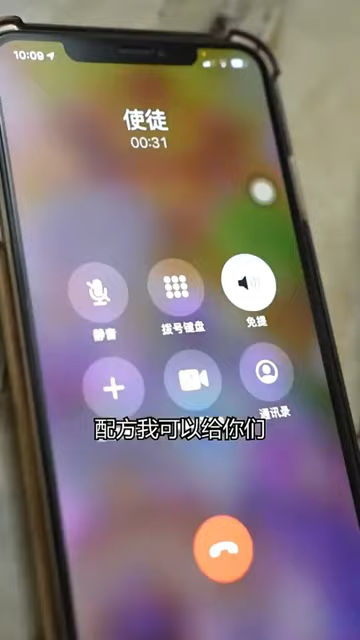 10:09
使徒
00:31
静音
拨号键盘
免提
通讯录
配方我可以给你们